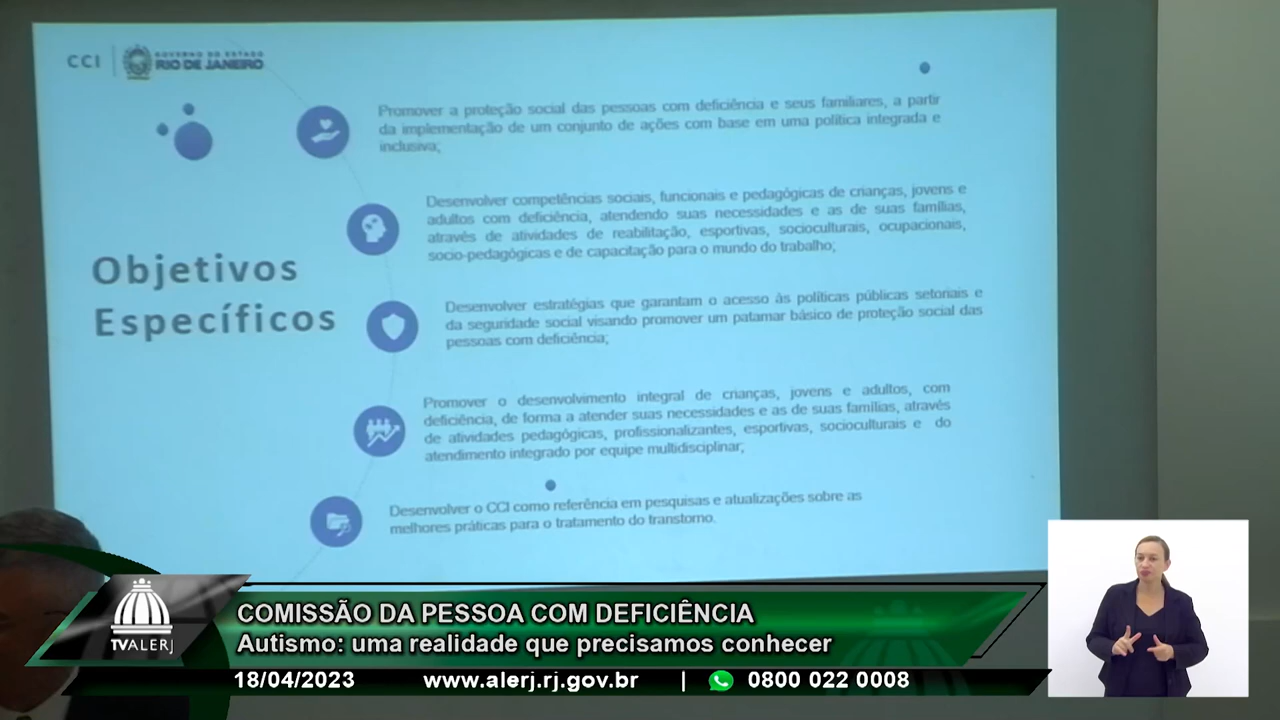 CCI
GOVERNO DO ESTADO
RIO DE JANEIRO
Promover a proteção social das pessoas com deficiência e seus familiares, a partir
da implementação de um conjunto de ações com base em uma política integrada e
inclusiva;
Desenvolver competências sociais, funcionais e pedagógicas de crianças, jovens e
adultos com deficiência, atendendo suas necessidades e as de suas famílias,
através de atividades de reabilitação, esportivas, socioculturais, ocupacionais,
socio-pedagógicas e de capacitação para o mundo do trabalho;
Objetivos
Específicos
Desenvolver estratégias que garantam o acesso às políticas públicas setoriais e
da seguridade social visando promover um patamar básico de proteção social das
pessoas com deficiência;
Promover o desenvolvimento integral de crianças, jovens e adultos, com
deficiência, de forma a atender suas necessidades e as de suas famílias, através
de atividades pedagógicas, profissionalizantes, esportivas, socioculturais e do
atendimento integrado por equipe multidisciplinar;
Desenvolver o CCI como referência em pesquisas e atualizações sobre as
melhores práticas para o tratamento do transtorno.
COMISSÃO DA PESSOA COM DEFICIÊNCIA
Autismo: uma realidade que precisamos conhecer
TVALERJ
18/04/2023 www.alerj.rj.gov.br | 0800 022 0008